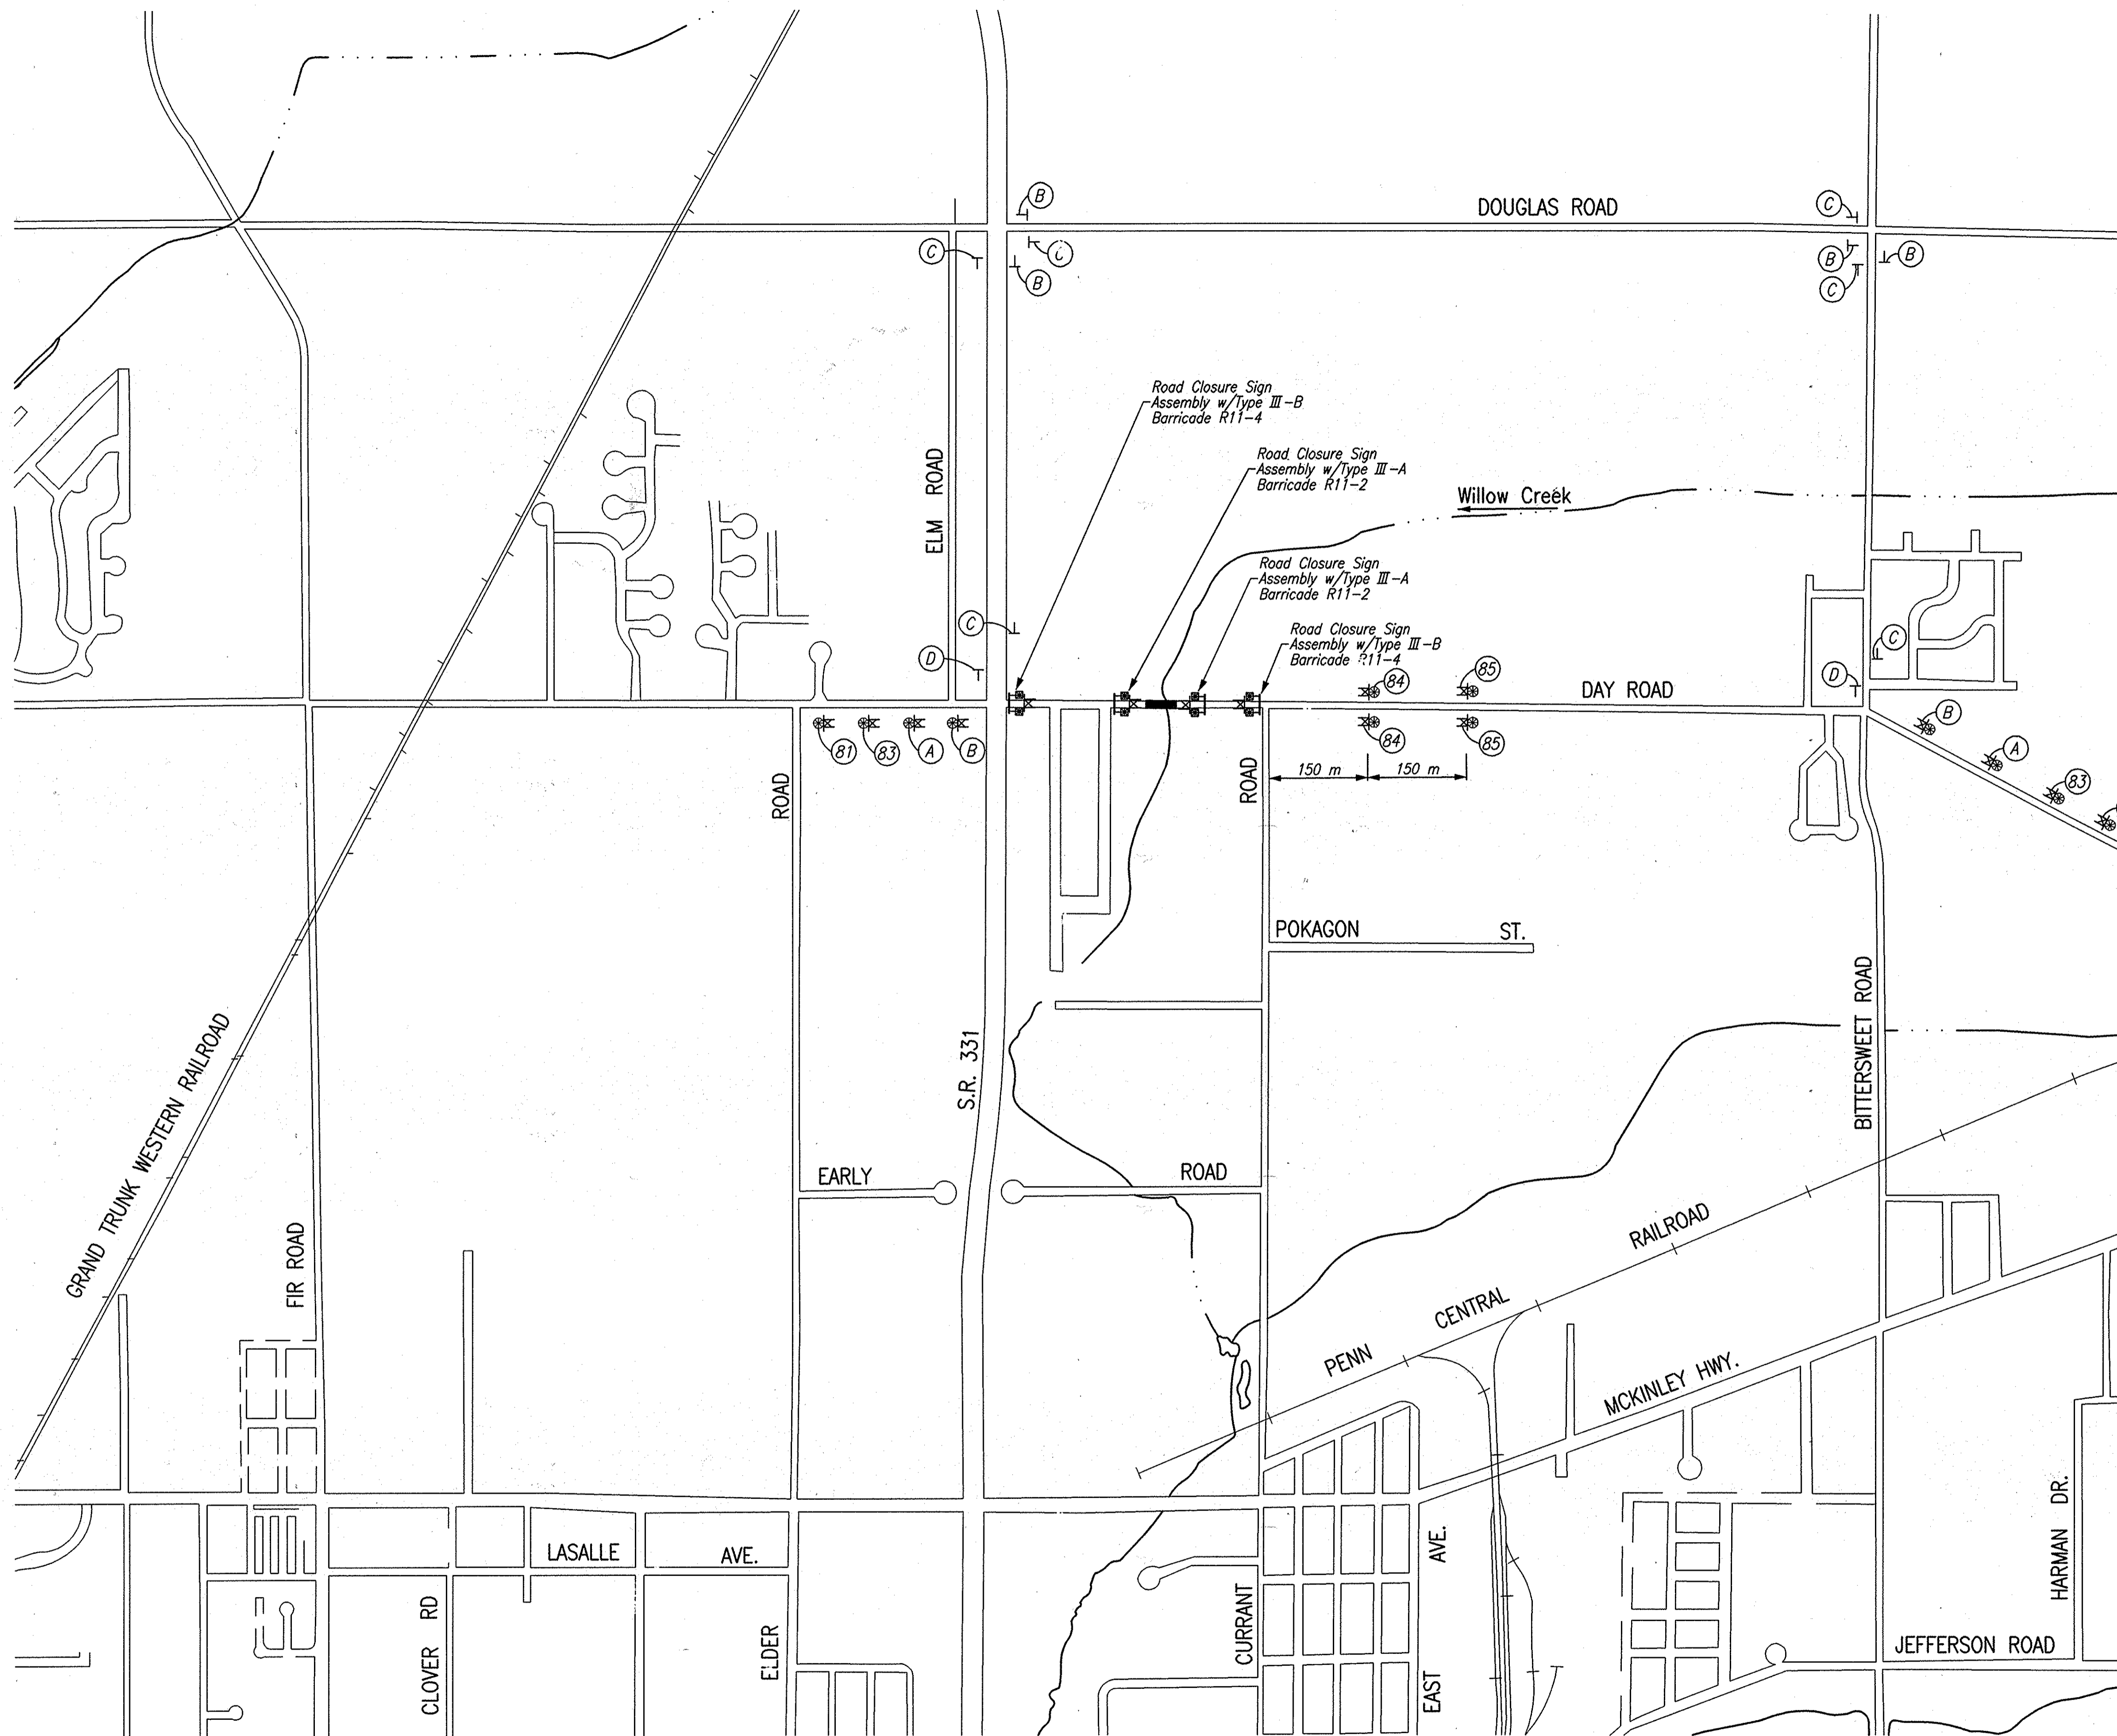 B
DOUGLAS ROAD
C
C
C
B
B
B
C
Road Closure Sign
Assembly w/Type III-B
Barricade R11-4
Road Closure Sign
Assembly w/Type III-A
Barricade R11-2
ELM ROAD
Willow Creek
Road Closure Sign
Assembly w/Type III-A
Barricade R11-2
C
Road Closure Sign
Assembly w/Type III-B
Barricade R11-4
C
D
84
85
DAY ROAD
D
B
81
83
A
B
84
85
A
150 m
150 m
83
ROAD
ROAD
POKAGON ST.
BITTERSWEET ROAD
GRAND TRUNK WESTERN RAILROAD
S.R. 331
EARLY ROAD
FIR ROAD
PENN CENTRAL RAILROAD
MCKINLEY HWY.
LASALLE AVE.
AVE.
HARMAN DR.
CLOVER RD
ELDER
CURRANT
EAST
JEFFERSON ROAD